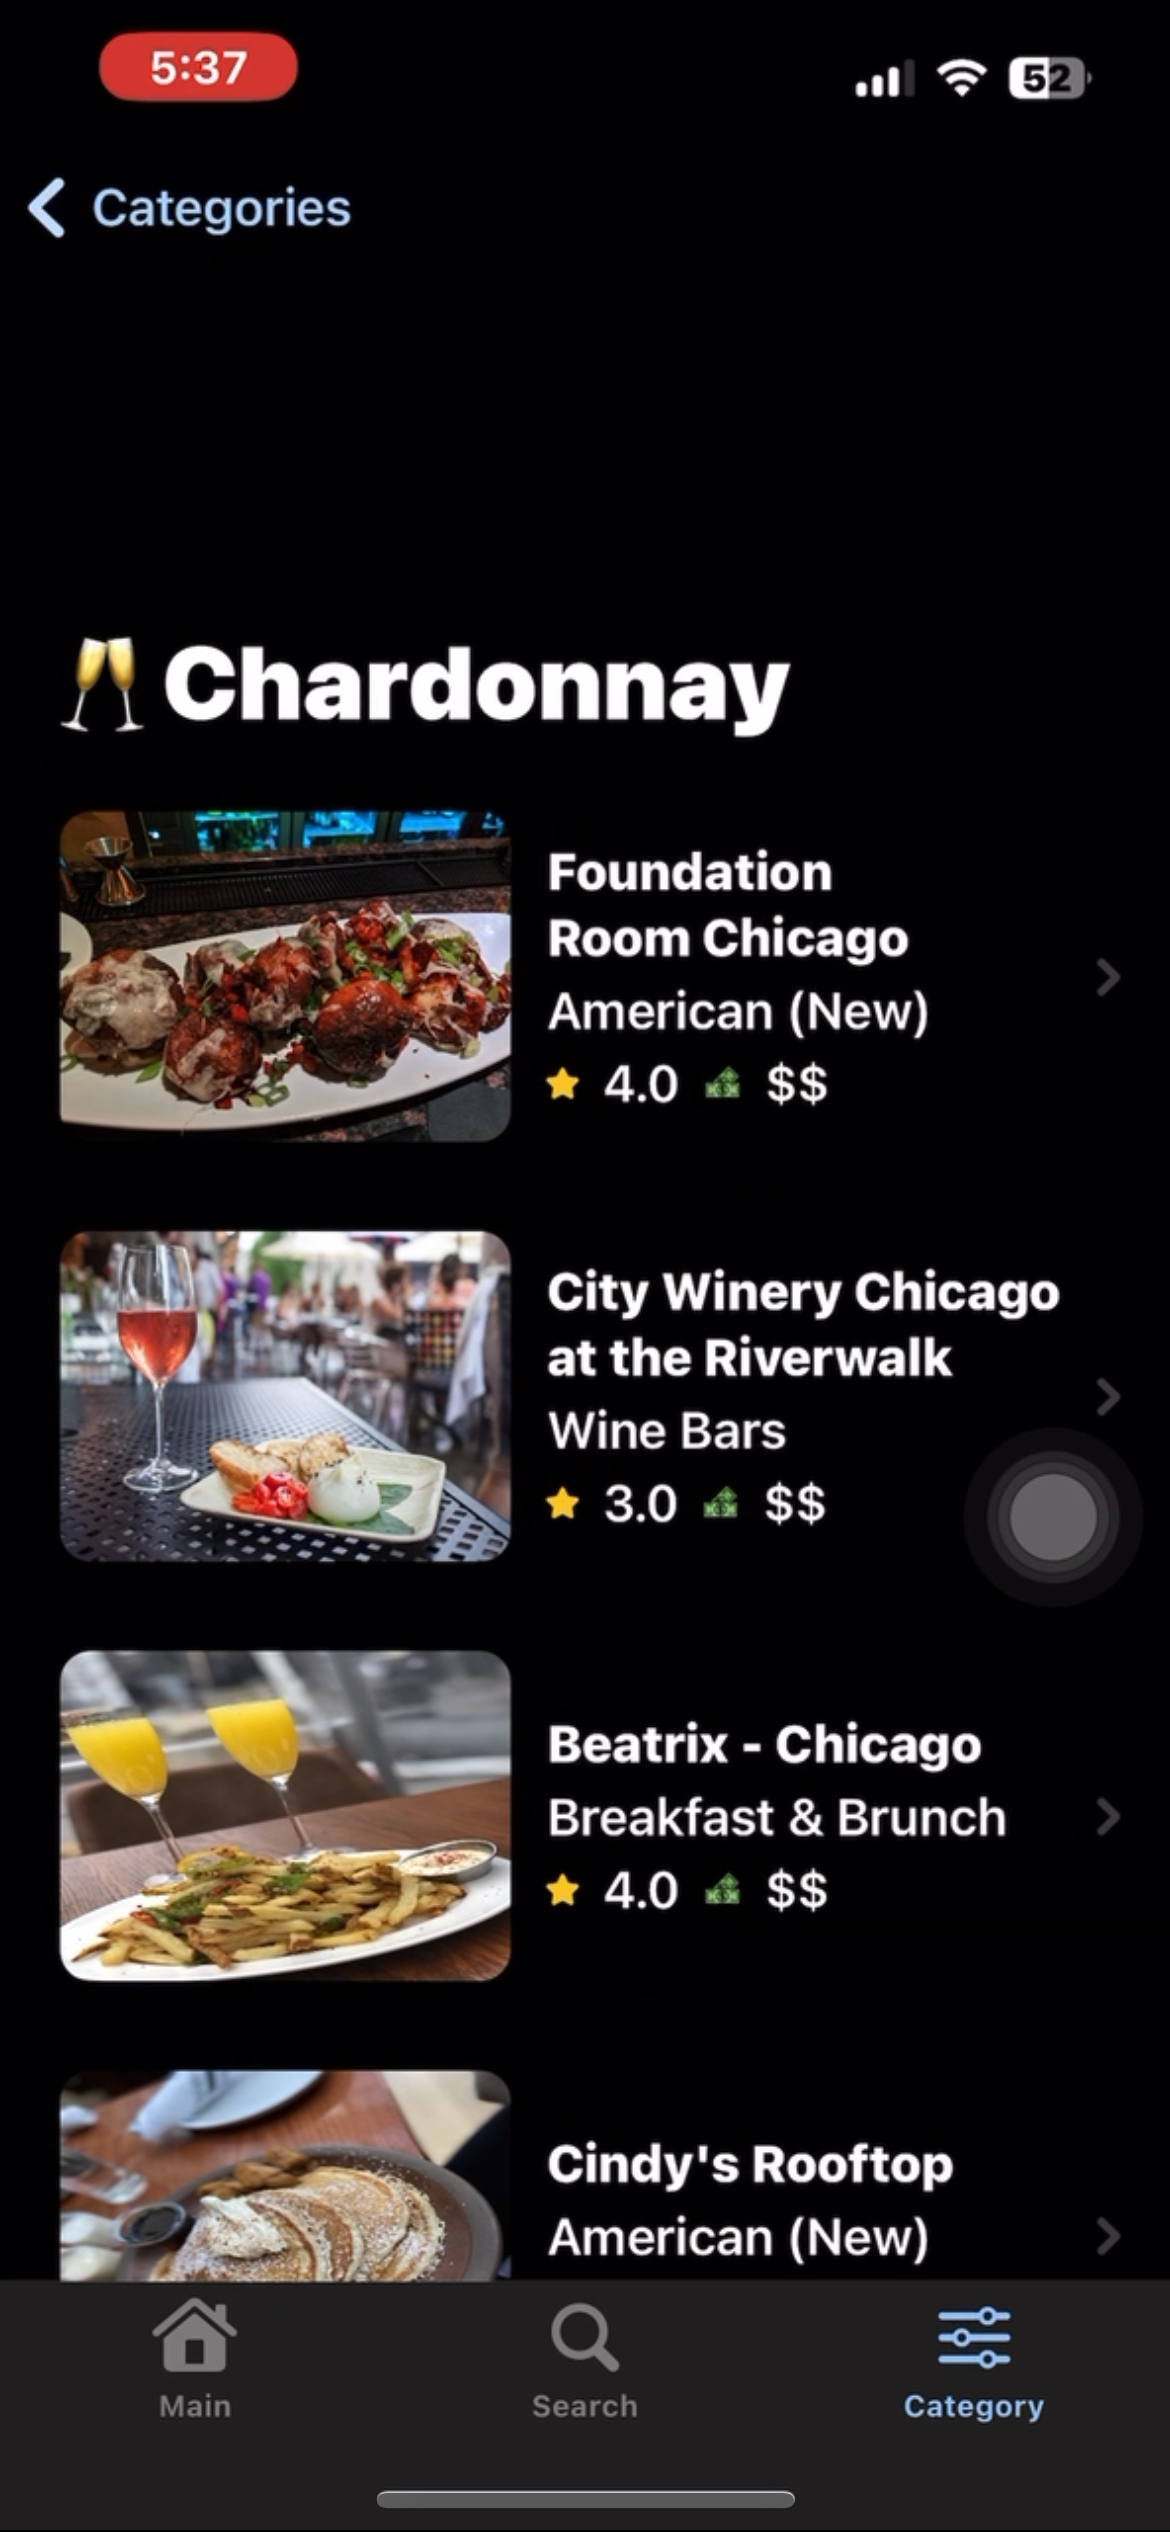 5:37
52
Categories
Chardonnay
Foundation
Room Chicago
American (New)
4.0 $$
City Winery Chicago
at the Riverwalk
Wine Bars
3.0 $$
Beatrix - Chicago
Breakfast & Brunch
4.0 $$
Cindy's Rooftop
American (New)
Main
Search
Category